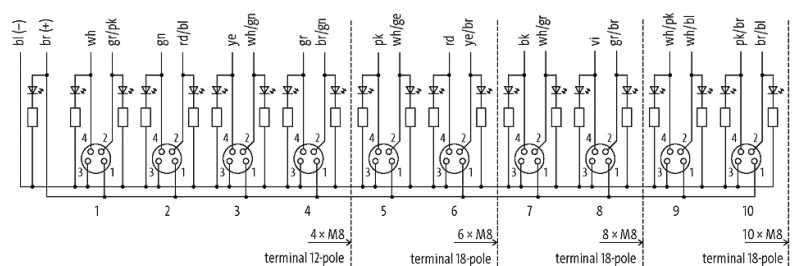 bl (–) br (+) wh gr/pk gn rd/bl ye wh/gn gr br/gn pk wh/ge rd ye/br bk wh/gr vi gr/br wh/pk wh/bl pk/br br/bl
4 2 4 2 4 2 4 2 4 2 4 2 4 2 4 2 4 2 4 2
3 1 3 1 3 1 3 1 3 1 3 1 3 1 3 1 3 1 3 1
1 2 3 4 5 6 7 8 9 10
4 × M8 6 × M8 8 × M8 10 × M8
terminal 12-pole terminal 18-pole terminal 18-pole terminal 18-pole